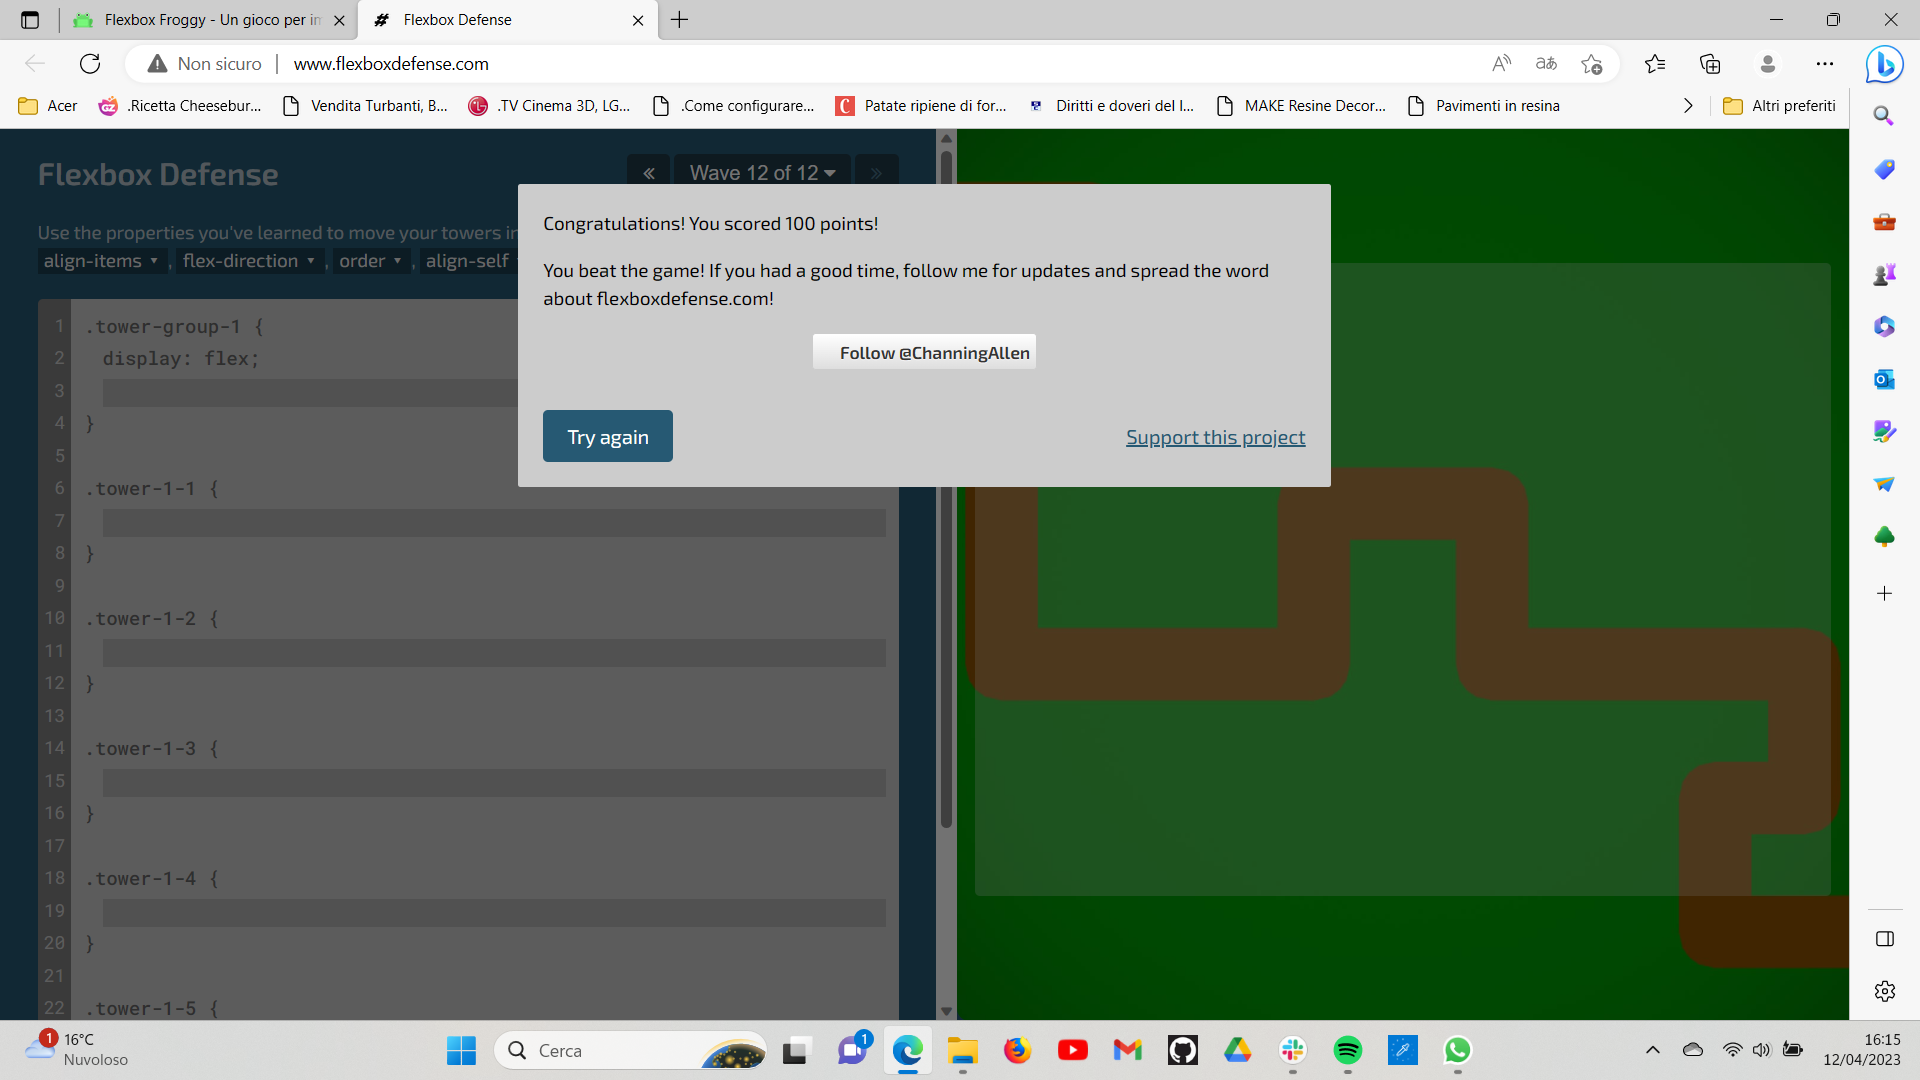 Flexbox Froggy - Un gioco per im
Flexbox Defense
Non sicuro
www.flexboxdefense.com
Acer
.Ricetta Cheesebur...
Vendita Turbanti, B...
.TV Cinema 3D, LG...
.Come configurare...
Patate ripiene di for...
Diritti e doveri del l...
MAKE Resine Decor...
Pavimenti in resina
Altri preferiti
Flexbox Defense
« Wave 12 of 12 »
Use the properties you've learned to move your towers in
align-items , flex-direction , order , align-self
Congratulations! You scored 100 points!
You beat the game! If you had a good time, follow me for updates and spread the word
about flexboxdefense.com!
Follow @ChanningAllen
Try again
Support this project
1 .tower-group-1 {
2 display: flex;
3
4 }
5
6 .tower-1-1 {
7
8 }
9
10 .tower-1-2 {
11
12 }
13
14 .tower-1-3 {
15
16 }
17
18 .tower-1-4 {
19
20 }
21
22 .tower-1-5 {
1
16°C
Nuvoloso
Cerca
1
16:15
12/04/2023